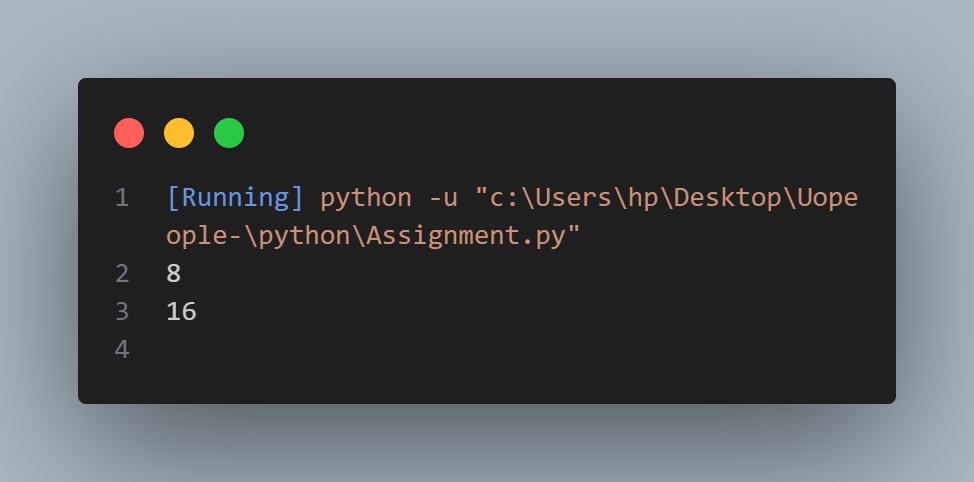 1 [Running] python -u "c:\Users\hp\Desktop\Uope
ople-\python\Assignment.py"
2 8
3 16
4